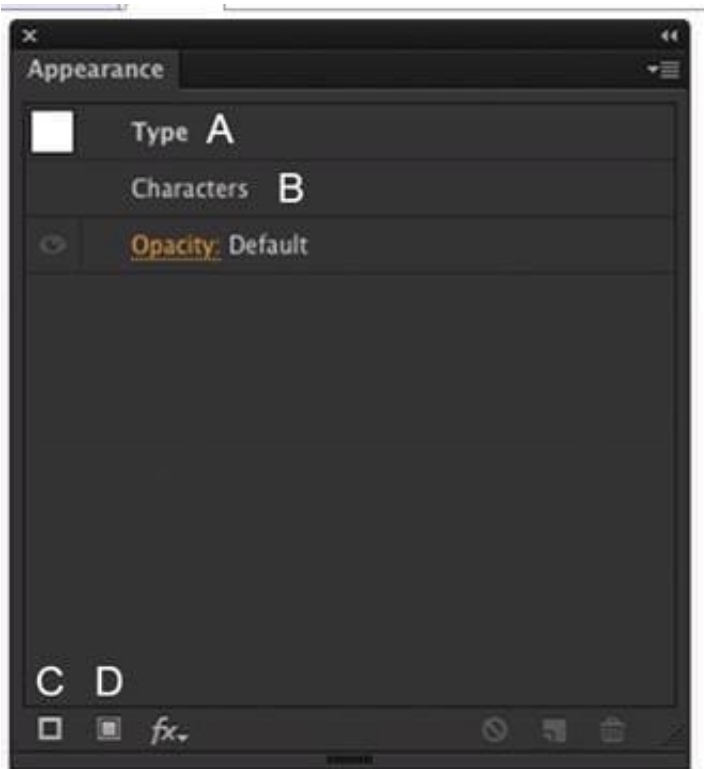 Appearance
Type A
Characters B
Opacity: Default
C D
fx